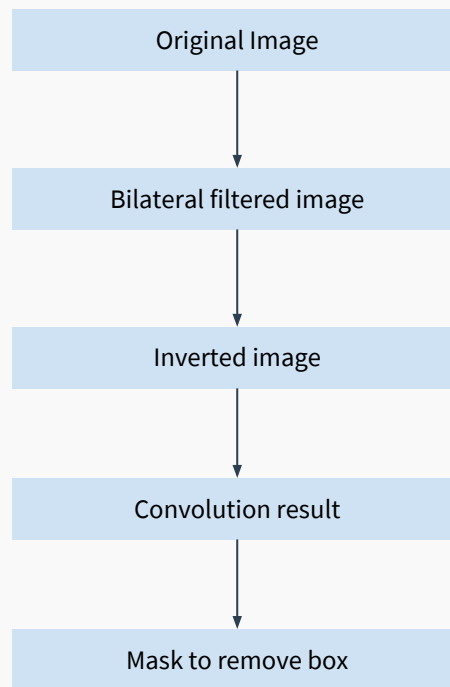 Original Image
Bilateral filtered image
Inverted image
Convolution result
Mask to remove box